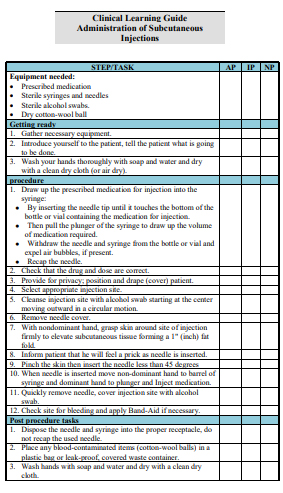 Clinical Learning Guide
Administration of Subcutaneous
Injections
STEP/TASK AP IP NP
Equipment needed:
• Prescribed medication
• Sterile syringes and needles
• Sterile alcohol swabs.
• Dry cotton-wool ball
Getting ready
1. Gather necessary equipment.
2. Introduce yourself to the patient, tell the patient what is going
to be done.
3. Wash your hands thoroughly with soap and water and dry
with a clean dry cloth (or air dry).
procedure
1. Draw up the prescribed medication for injection into the
syringe:
• By inserting the needle tip until it touches the bottom of the
bottle or vial containing the medication for injection.
• Then pull the plunger of the syringe to draw up the volume
of medication required.
• Withdraw the needle and syringe from the bottle or vial and
expel air bubbles, if present.
• Recap the needle.
2. Check that the drug and dose are correct.
3. Provide for privacy; position and drape (cover) patient.
4. Select appropriate injection site.
5. Cleanse injection site with alcohol swab starting at the center
moving outward in a circular motion.
6. Remove needle cover.
7. With nondominant hand, grasp skin around site of injection
firmly to elevate subcutaneous tissue forming a 1" (inch) fat
fold.
8. Inform patient that he will feel a prick as needle is inserted.
9. Pinch the skin then insert the needle less than 45 degrees
10. When needle is inserted move non-dominant hand to barrel of
syringe and dominant hand to plunger and Inject medication.
11. Quickly remove needle, cover injection site with alcohol
swab.
12. Check site for bleeding and apply Band-Aid if necessary.
Post procedure tasks
1. Dispose the needle and syringe into the proper receptacle, do
not recap the used needle.
2. Place any blood-contaminated items (cotton-wool balls) in a
plastic bag or leak-proof, covered waste container.
3. Wash hands with soap and water and dry with a clean dry
cloth.